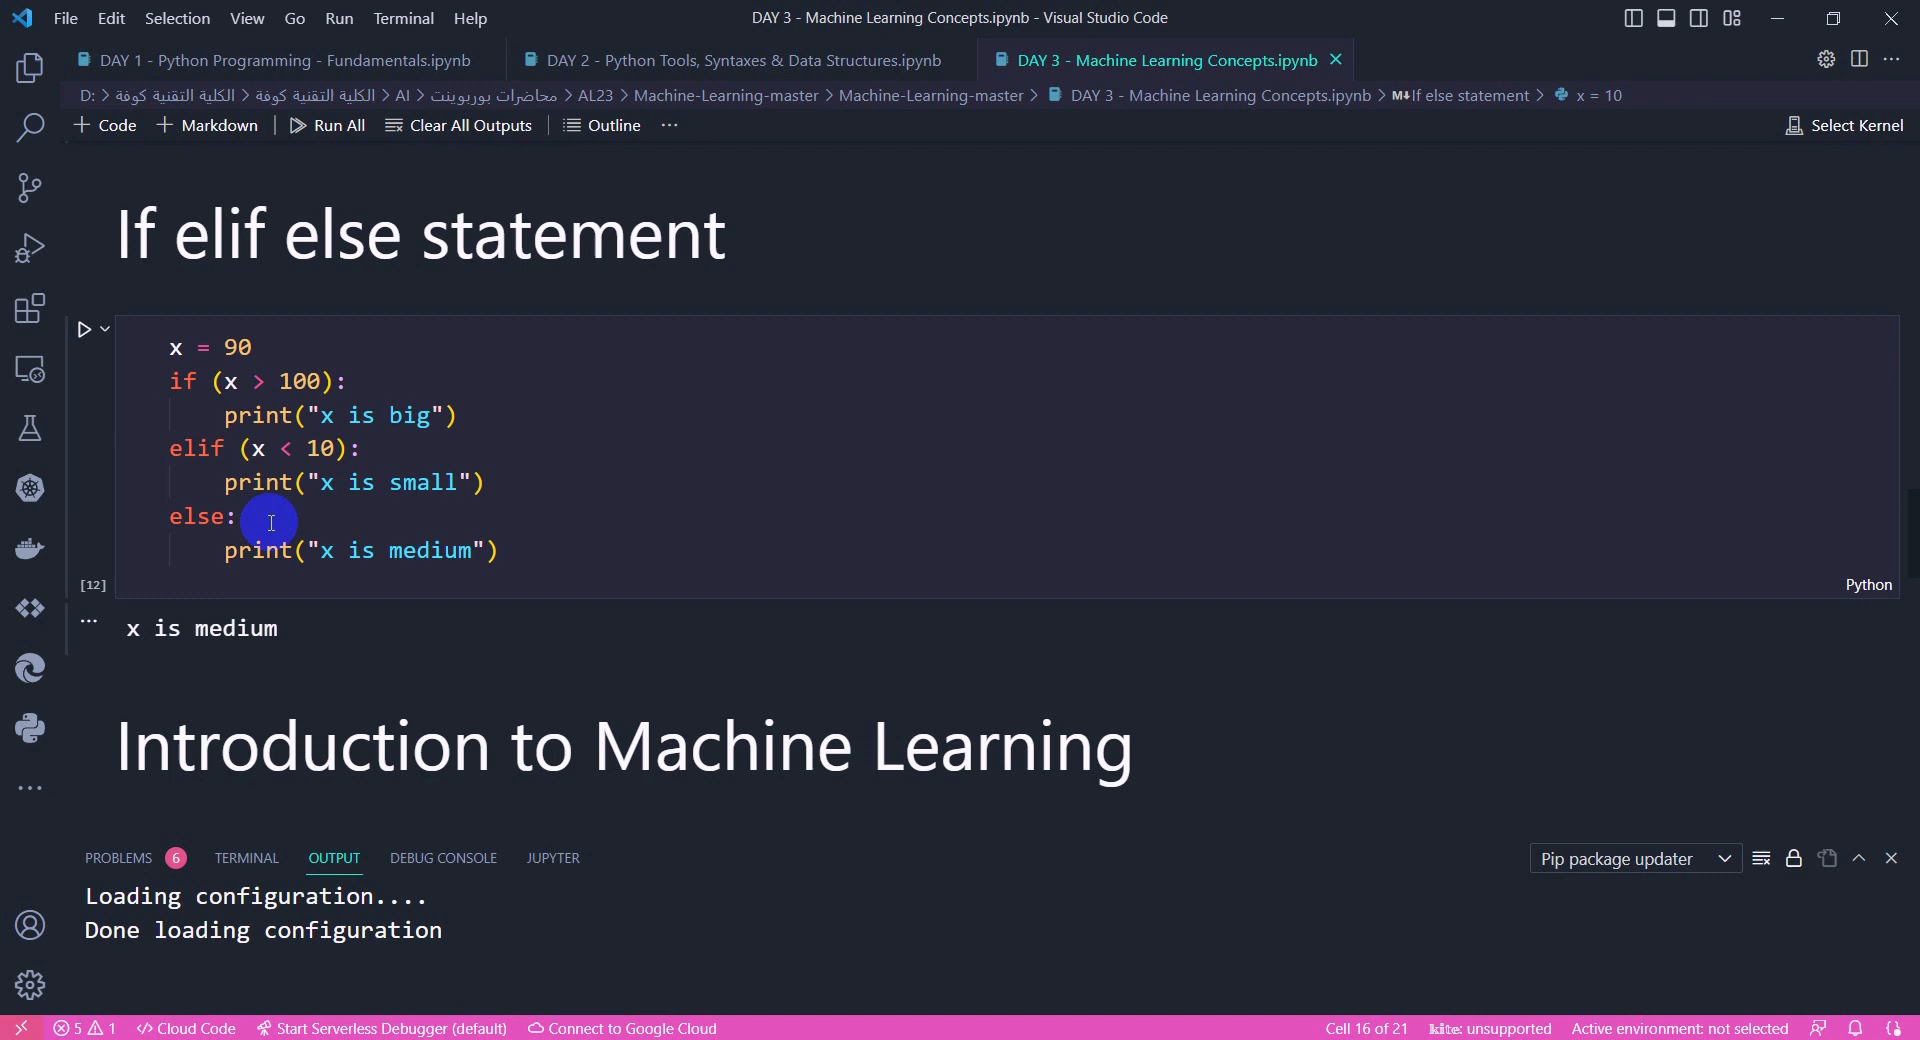 File Edit Selection View Go Run Terminal Help
DAY 3 - Machine Learning Concepts.ipynb - Visual Studio Code
DAY 1 - Python Programming - Fundamentals.ipynb
DAY 2 - Python Tools, Syntaxes & Data Structures.ipynb
DAY 3 - Machine Learning Concepts.ipynb
D: > الكلية التقنية كوفة > الكلية التقنية كوفة > AI > محاضرات بوربوينت > AL23 > Machine-Learning-master > Machine-Learning-master > DAY 3 - Machine Learning Concepts.ipynb > M↓If else statement > x = 10
+ Code + Markdown Run All Clear All Outputs Outline ...
Select Kernel
If elif else statement
x = 90
if (x > 100):
print("x is big")
elif (x < 10):
print("x is small")
else:
print("x is medium")
[12]
Python
x is medium
Introduction to Machine Learning
PROBLEMS 6 TERMINAL OUTPUT DEBUG CONSOLE JUPYTER
Pip package updater
Loading configuration....
Done loading configuration
5 1 Cloud Code Start Serverless Debugger (default) Connect to Google Cloud
Cell 16 of 21 kite: unsupported Active environment: not selected